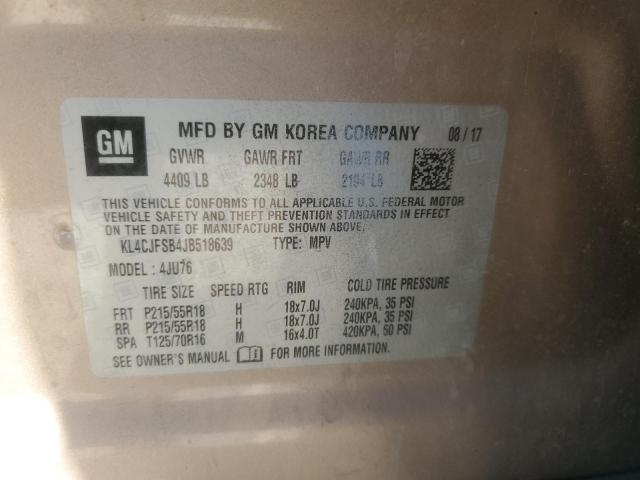 GM MFD BY GM KOREA COMPANY 08/17
GVWR GAWR FRT GAWR RR
4409 LB 2348 LB 2194 LB
THIS VEHICLE CONFORMS TO ALL APPLICABLE U.S. FEDERAL MOTOR
VEHICLE SAFETY AND THEFT PREVENTION STANDARDS IN EFFECT
ON THE DATE OF MANUFACTURE SHOWN ABOVE.
KL4CJFSB4JB518639 TYPE: MPV
MODEL: 4JU76
TIRE SIZE SPEED RTG RIM COLD TIRE PRESSURE
FRT P215/55R18 H 18x7.0J 240KPA, 35 PSI
RR P215/55R18 H 18x7.0J 240KPA, 35 PSI
SPA T125/70R16 M 16x4.0T 420KPA, 60 PSI
SEE OWNER'S MANUAL FOR MORE INFORMATION.